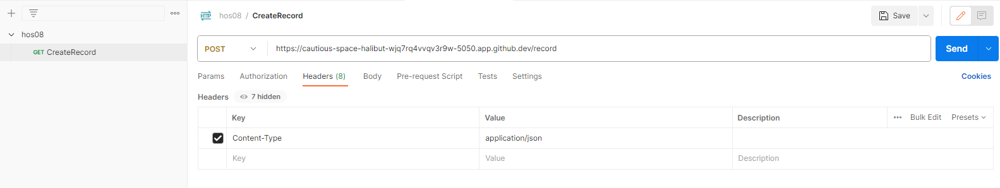 hos08
GET CreateRecord
HTTP hos08 / CreateRecord
Save
POST
https://cautious-space-halibut-wjq7rq4vvqv3r9w-5050.app.github.dev/record
Send
Params Authorization Headers (8) Body Pre-request Script Tests Settings
Cookies
Headers 7 hidden
Key Value Description Bulk Edit Presets
Content-Type application/json
Key Value Description